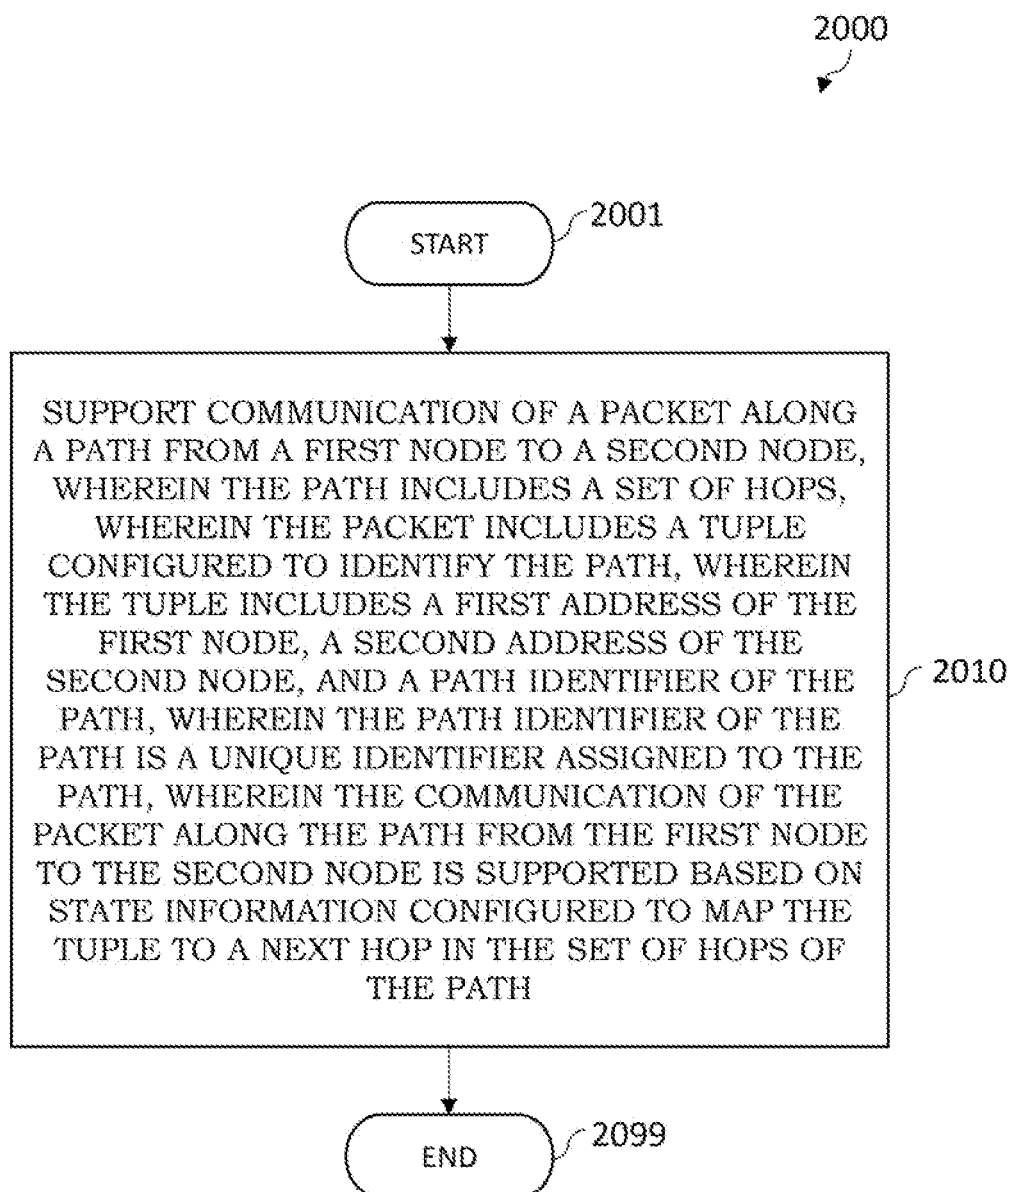 2000
START
2001
SUPPORT COMMUNICATION OF A PACKET ALONG
A PATH FROM A FIRST NODE TO A SECOND NODE,
WHEREIN THE PATH INCLUDES A SET OF HOPS,
WHEREIN THE PACKET INCLUDES A TUPLE
CONFIGURED TO IDENTIFY THE PATH, WHEREIN
THE TUPLE INCLUDES A FIRST ADDRESS OF THE
FIRST NODE, A SECOND ADDRESS OF THE
SECOND NODE, AND A PATH IDENTIFIER OF THE
PATH, WHEREIN THE PATH IDENTIFIER OF THE
PATH IS A UNIQUE IDENTIFIER ASSIGNED TO THE
PATH, WHEREIN THE COMMUNICATION OF THE
PACKET ALONG THE PATH FROM THE FIRST NODE
TO THE SECOND NODE IS SUPPORTED BASED ON
STATE INFORMATION CONFIGURED TO MAP THE
TUPLE TO A NEXT HOP IN THE SET OF HOPS OF
THE PATH
2010
END
2099